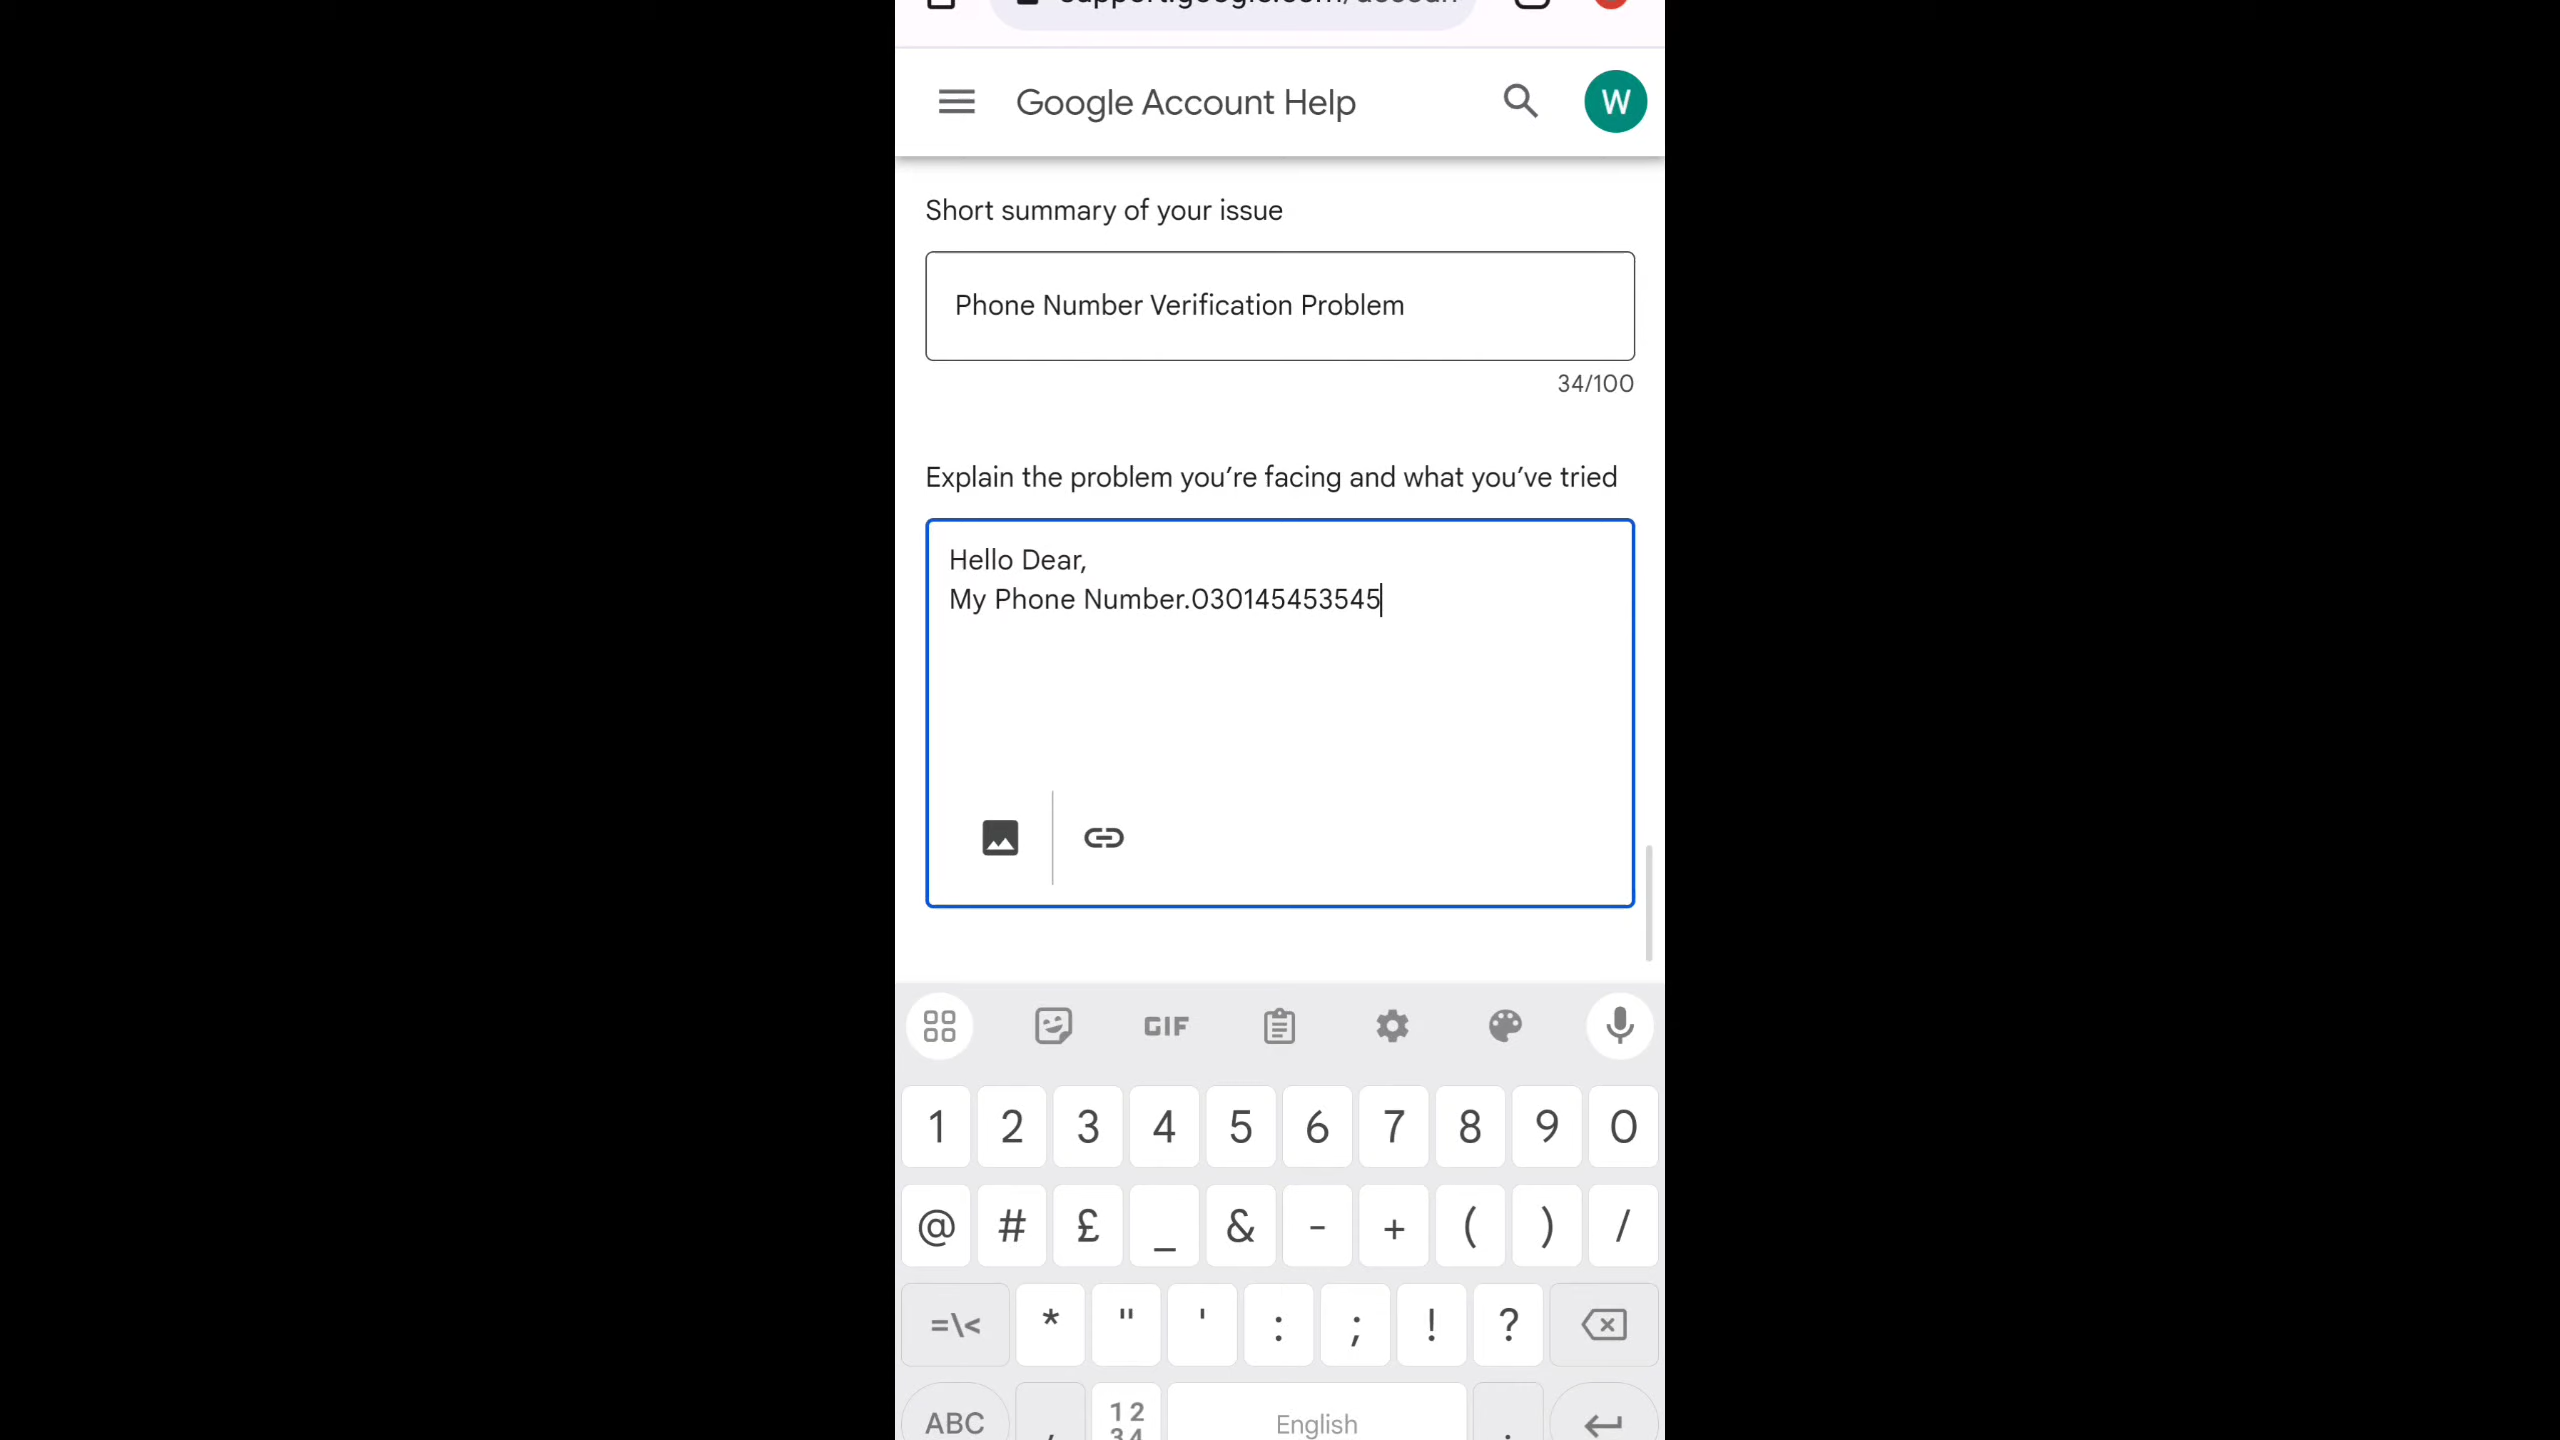 Google Account Help
W
Short summary of your issue
Phone Number Verification Problem
34/100
Explain the problem you’re facing and what you’ve tried
Hello Dear,
My Phone Number.030145453545
GIF
1 2 3 4 5 6 7 8 9 0
@ # £ _ & - + ( ) /
=\< * " ' : ; ! ?
ABC , 12 English .
34